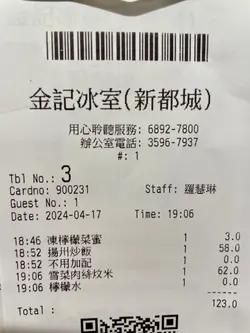 金記冰室(新都城)
用心聆聽服務: 6892-7800
辦公室電話: 3596-7937
#: 1
Tbl No.: 3
Cardno: 900231 Staff: 羅慧琳
Guest No.: 1
Date: 2024-04-17 Time: 19:06
18:46 凍檸檬菜蜜 1 3.0
18:52 揚州炒飯 1 58.0
18:52 不用加配 1 0.0
19:06 雪菜肉絲炆米 1 62.0
19:06 檸檬水 1 0.0
Total : 123.0